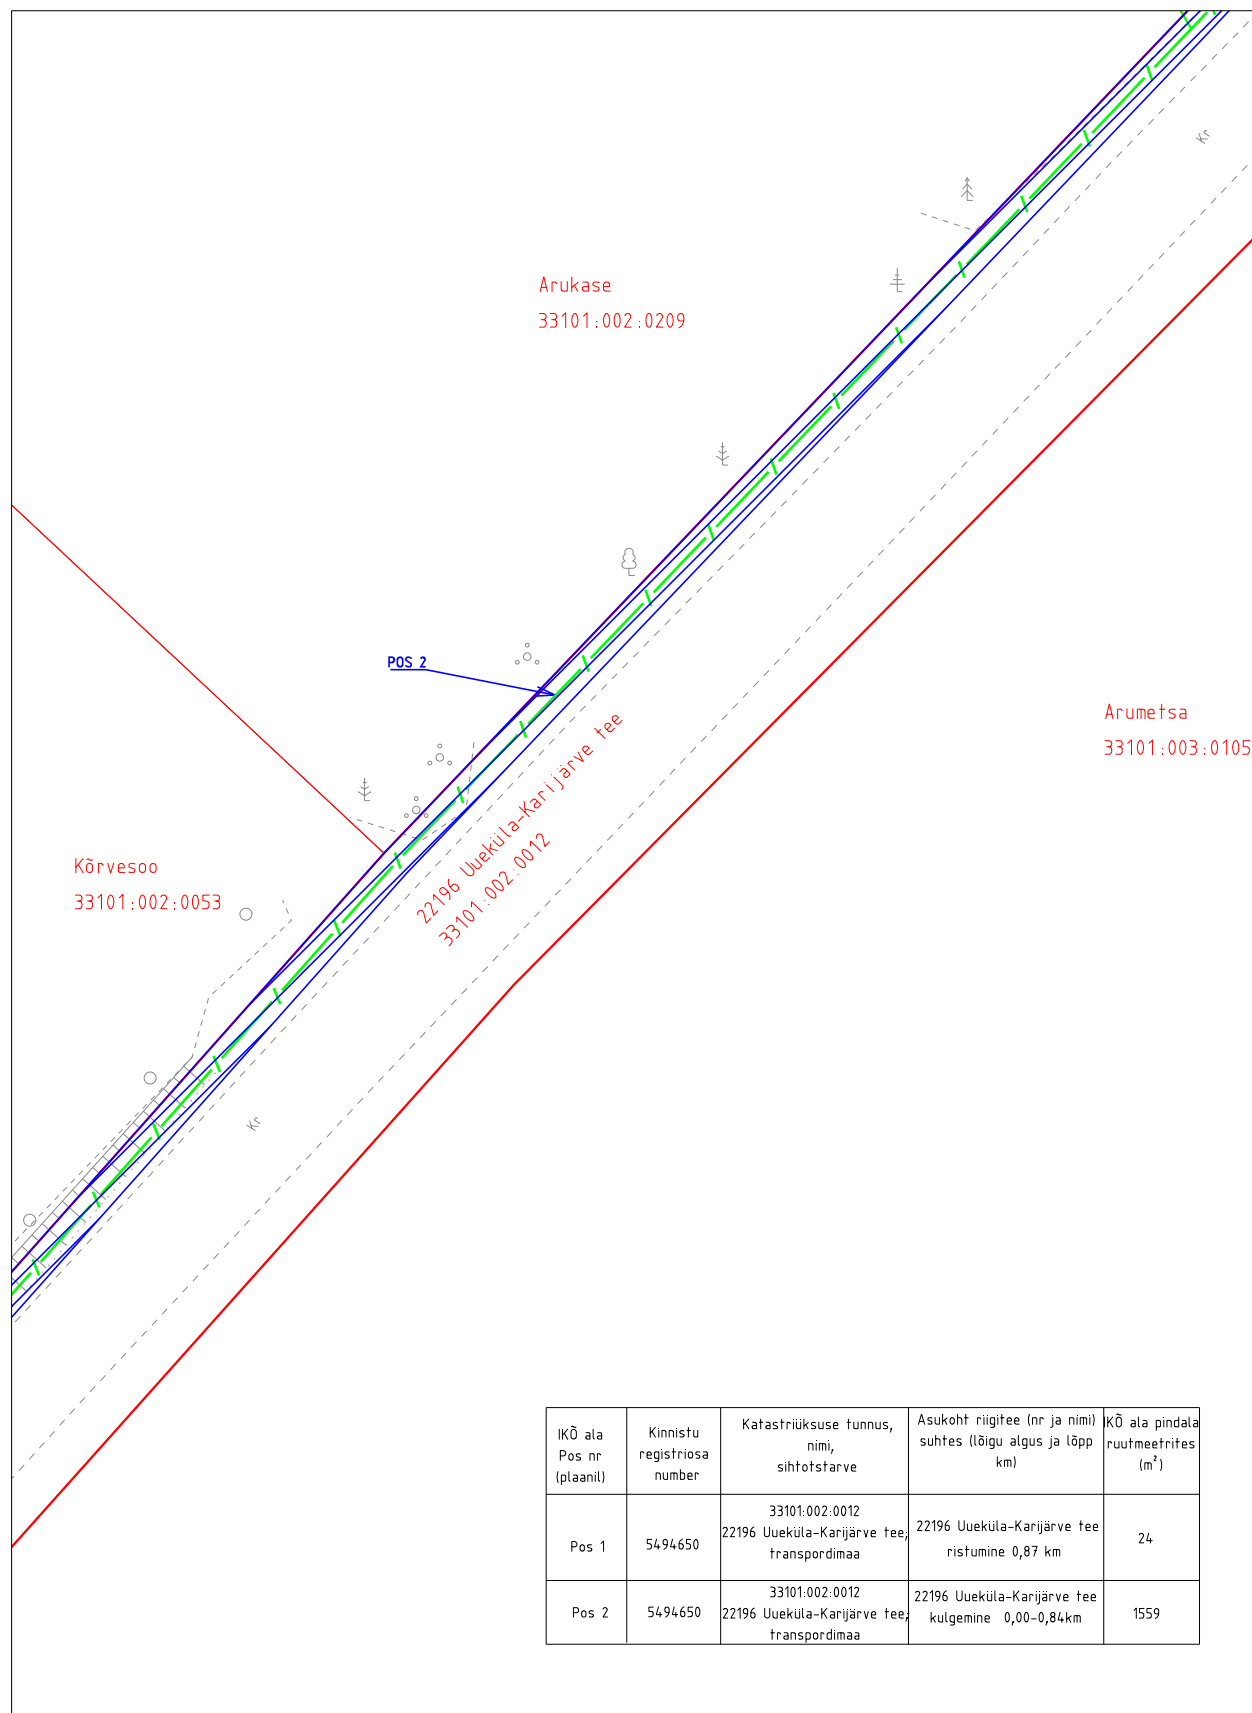 Kr
Arukase
33101:002:0209
POS 2
22196 Uueküla-Karijärve tee
33101:002:0012
Arumetsa
33101:003:0105
Kõrvesoo
33101:002:0053
Kr
IKÕ ala
Pos nr
(plaanil)
Kinnistu
registriosa
number
Katastriüksuse tunnus,
nimi,
sihtotstarve
Asukoht riigitee (nr ja nimi)
suhtes (lõigu algus ja lõpp
km)
IKÕ ala pindala
ruutmeetrites
(m²)
Pos 1
5494650
33101:002:0012
22196 Uueküla-Karijärve tee;
transpordimaa
22196 Uueküla-Karijärve tee
ristumine 0,87 km
24
Pos 2
5494650
33101:002:0012
22196 Uueküla-Karijärve tee;
transpordimaa
22196 Uueküla-Karijärve tee
kulgemine 0,00-0,84km
1559